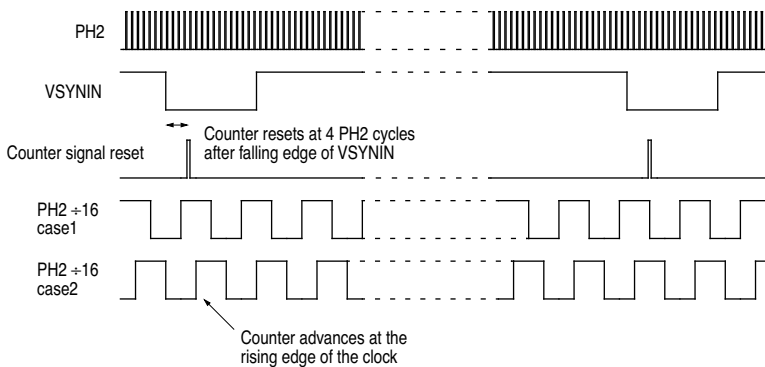 PH2
VSYNIN
Counter resets at 4 PH2 cycles
after falling edge of VSYNIN
Counter signal reset
PH2 ÷16
case1
PH2 ÷16
case2
Counter advances at the
rising edge of the clock